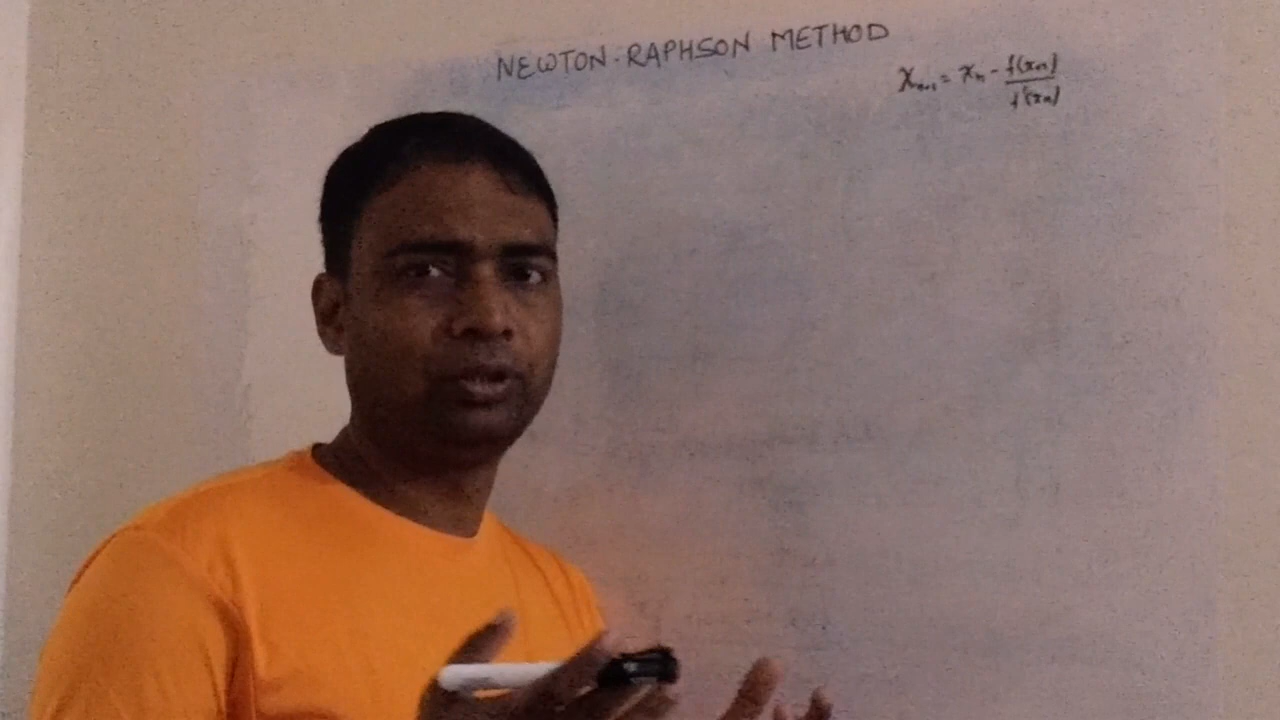 NEWTON-RAPHSON METHOD
xₙ₊₁ = xₙ - f(xₙ)/f'(xₙ)